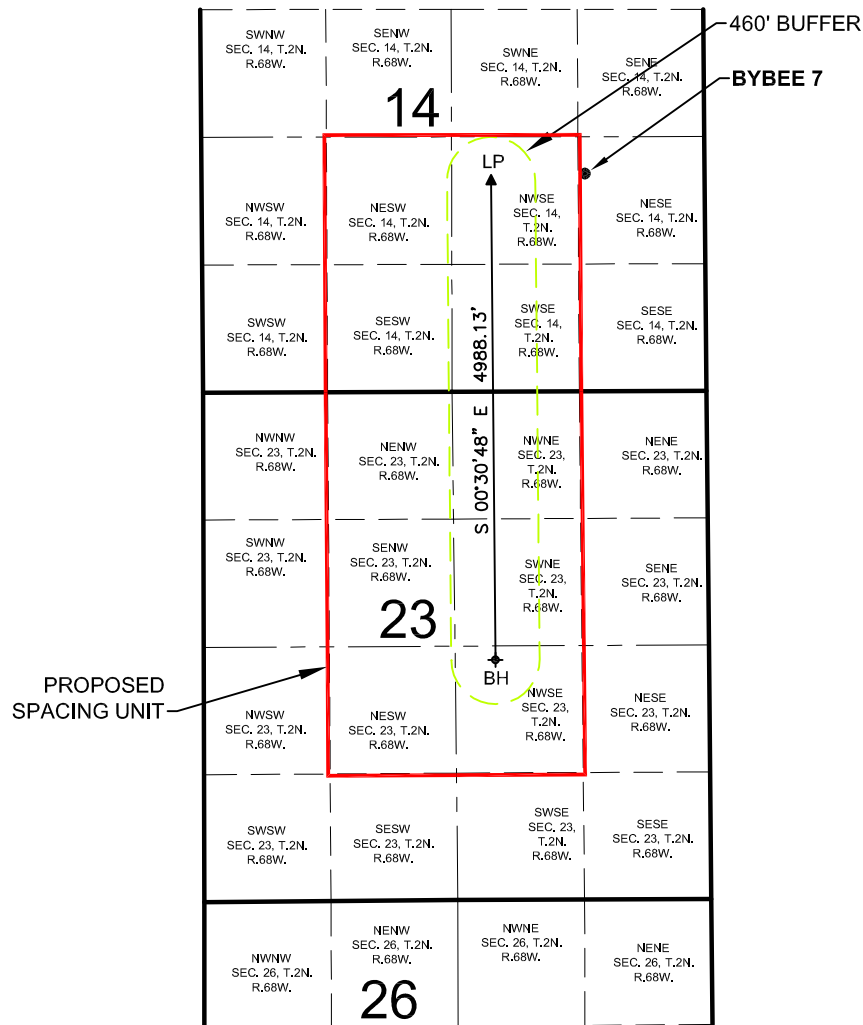 460' BUFFER
BYBEE 7
SWNW
SEC. 14, T.2N.
R.68W.
SENW
SEC. 14, T.2N.
R.68W.
SWNE
SEC. 14, T.2N.
R.68W.
SENE
SEC. 14, T.2N.
R.68W.
14
LP
NWSW
SEC. 14, T.2N.
R.68W.
NESW
SEC. 14, T.2N.
R.68W.
NWSE
SEC. 14,
T.2N.
R.68W.
NESE
SEC. 14, T.2N.
R.68W.
SWSW
SEC. 14, T.2N.
R.68W.
SESW
SEC. 14, T.2N.
R.68W.
SWSE
SEC. 14,
T.2N.
R.68W.
SESE
SEC. 14, T.2N.
R.68W.
S 00°30'48" E 4988.13'
NWNW
SEC. 23, T.2N.
R.68W.
NENW
SEC. 23, T.2N.
R.68W.
NWNE
SEC. 23,
T.2N.
R.68W.
NENE
SEC. 23, T.2N.
R.68W.
SWNW
SEC. 23, T.2N.
R.68W.
SENW
SEC. 23, T.2N.
R.68W.
SWNE
SEC. 23,
T.2N.
R.68W.
SENE
SEC. 23, T.2N.
R.68W.
23
BH
PROPOSED
SPACING UNIT
NWSW
SEC. 23, T.2N.
R.68W.
NESW
SEC. 23, T.2N.
R.68W.
NWSE
SEC. 23,
T.2N.
R.68W.
NESE
SEC. 23, T.2N.
R.68W.
SWSW
SEC. 23, T.2N.
R.68W.
SESW
SEC. 23, T.2N.
R.68W.
SWSE
SEC. 23,
T.2N.
R.68W.
SESE
SEC. 23, T.2N.
R.68W.
NWNW
SEC. 26, T.2N.
R.68W.
NENW
SEC. 26, T.2N.
R.68W.
NWNE
SEC. 26, T.2N.
R.68W.
NENE
SEC. 26, T.2N.
R.68W.
26